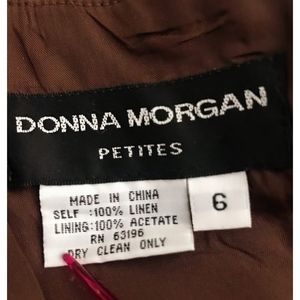 DONNA MORGAN
PETITES
MADE IN CHINA
SELF :100% LINEN
LINING:100% ACETATE
RN 63196
DRY CLEAN ONLY
6